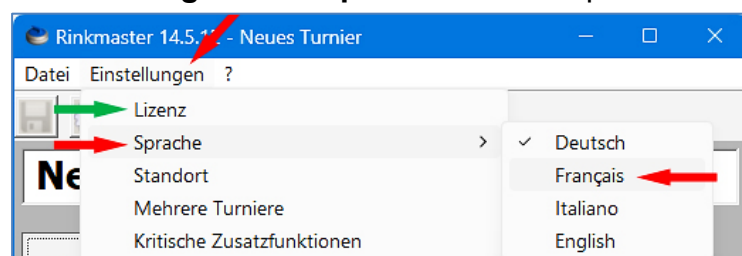 Rinkmaster 14.5.12 - Neues Turnier
Datei Einstellungen ?
Lizenz
Sprache
Deutsch
Standort
Français
Mehrere Turniere
Italiano
Kritische Zusatzfunktionen
English